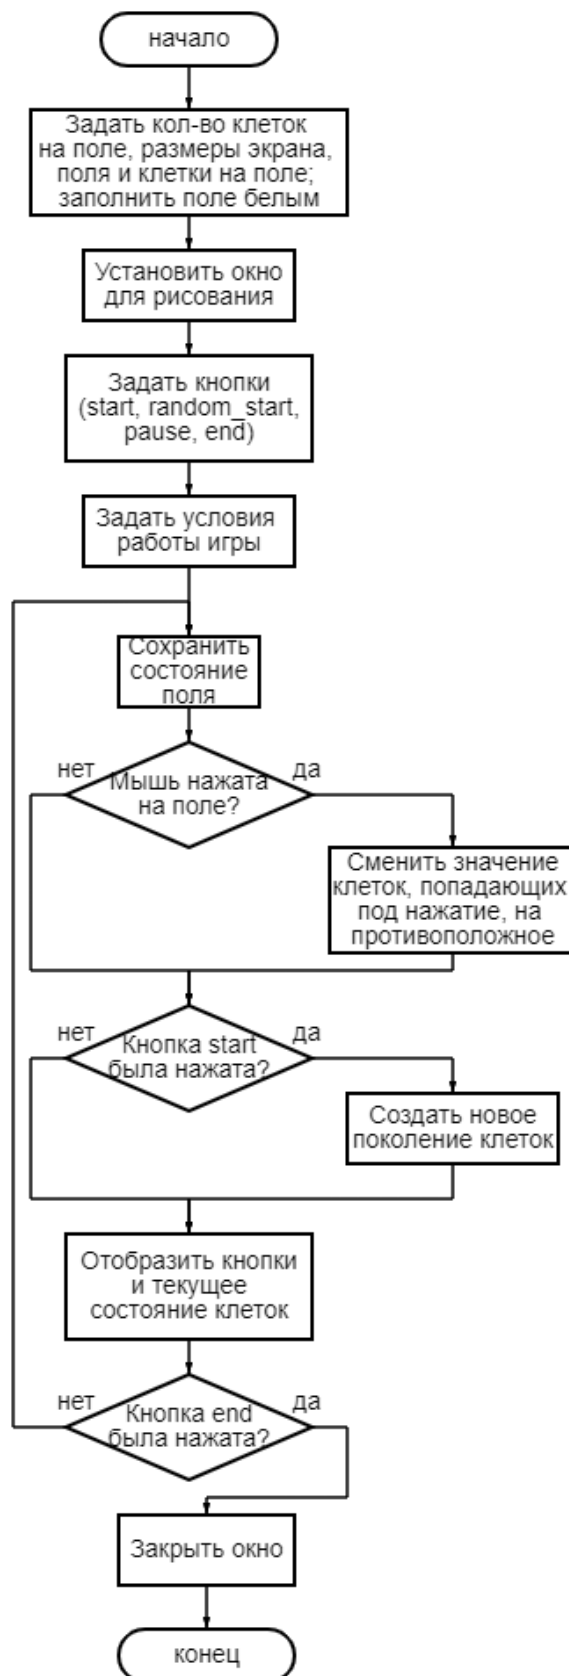 начало
Задать кол-во клеток
на поле, размеры экрана,
поля и клетки на поле;
заполнить поле белым
Установить окно
для рисования
Задать кнопки
(start, random_start,
pause, end)
Задать условия
работы игры
Сохранить
состояние
поля
нет
Мышь нажата
на поле?
да
Сменить значение
клеток, попадающих
под нажатие, на
противоположное
нет
Кнопка start
была нажата?
да
Создать новое
поколение клеток
Отобразить кнопки
и текущее
состояние клеток
нет
Кнопка end
была нажата?
да
Закрыть окно
конец